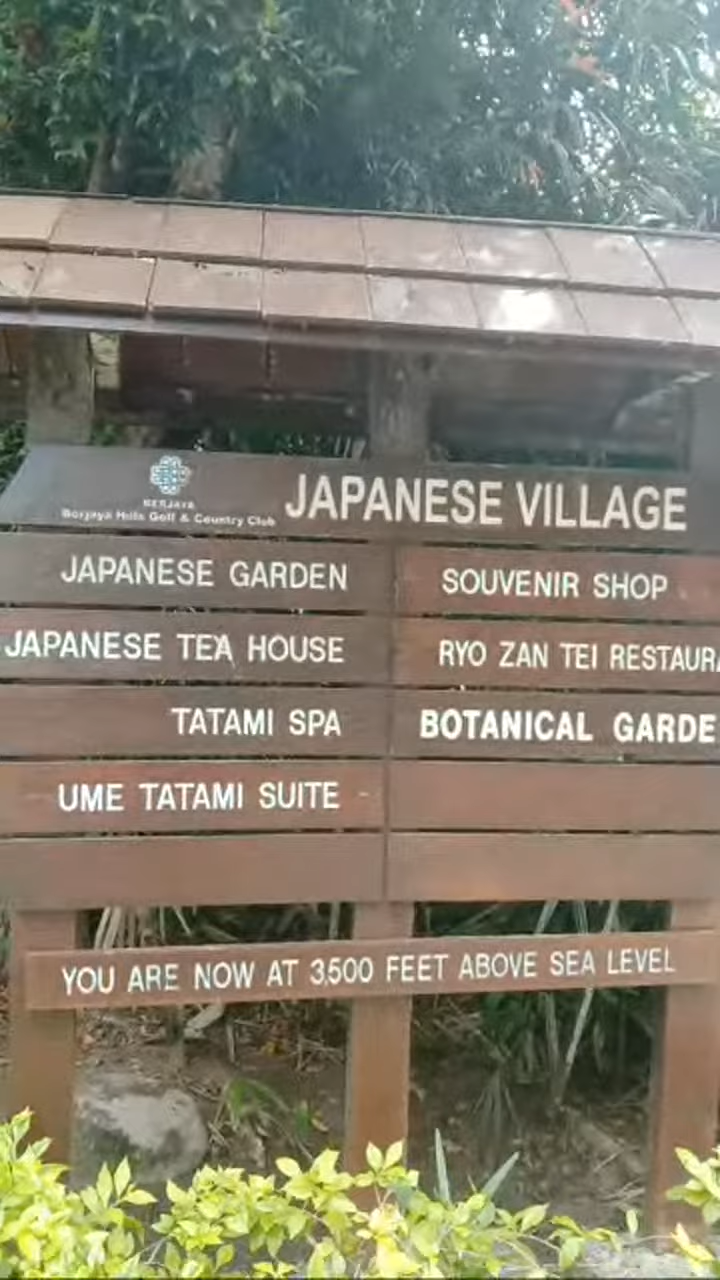 BERJAYA
Berjaya Hills Golf & Country Club
JAPANESE VILLAGE
JAPANESE GARDEN
SOUVENIR SHOP
JAPANESE TEA HOUSE
RYO ZAN TEI RESTAURA
TATAMI SPA
BOTANICAL GARDE
UME TATAMI SUITE
YOU ARE NOW AT 3,500 FEET ABOVE SEA LEVEL